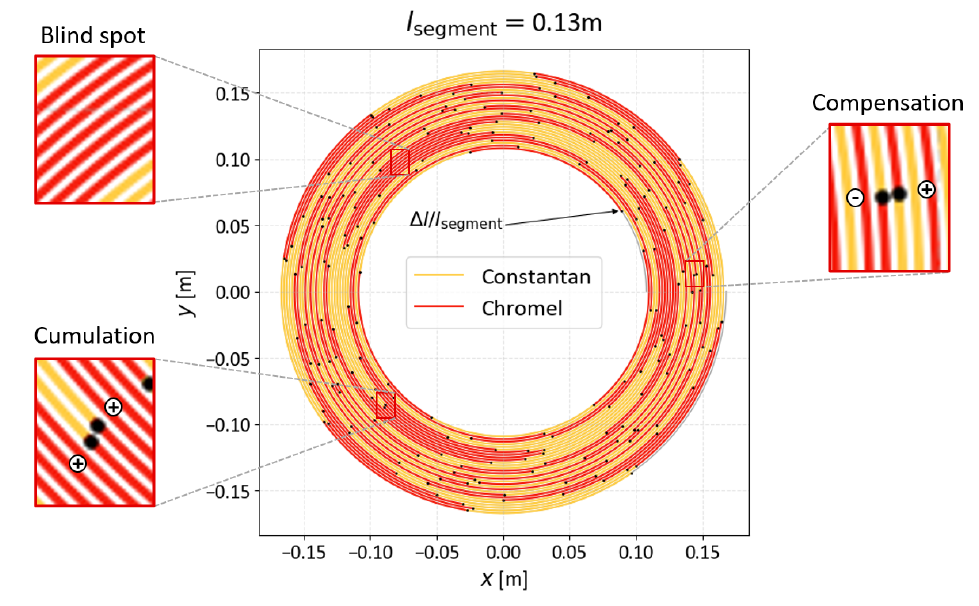 l_segment = 0.13m
Blind spot
Compensation
Cumulation
Δl/l_segment
Constantan
Chromel
-
+
+
+
y [m]
0.15
0.10
0.05
0.00
−0.05
−0.10
−0.15
−0.15 −0.10 −0.05 0.00 0.05 0.10 0.15
x [m]